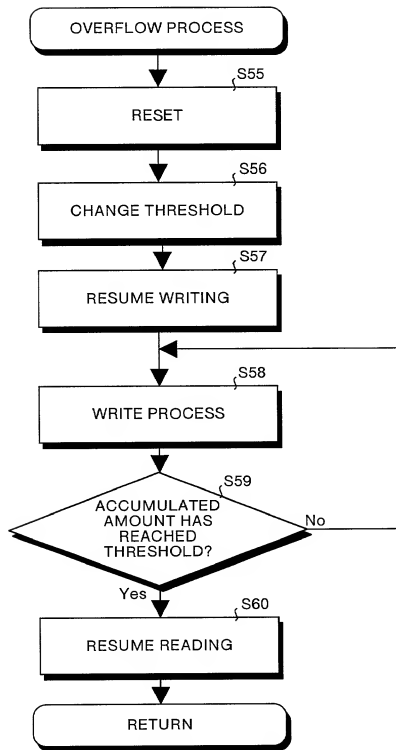 OVERFLOW PROCESS
S55
RESET
S56
CHANGE THRESHOLD
S57
RESUME WRITING
S58
WRITE PROCESS
S59
ACCUMULATED
AMOUNT HAS
REACHED
THRESHOLD?
No
Yes
S60
RESUME READING
RETURN